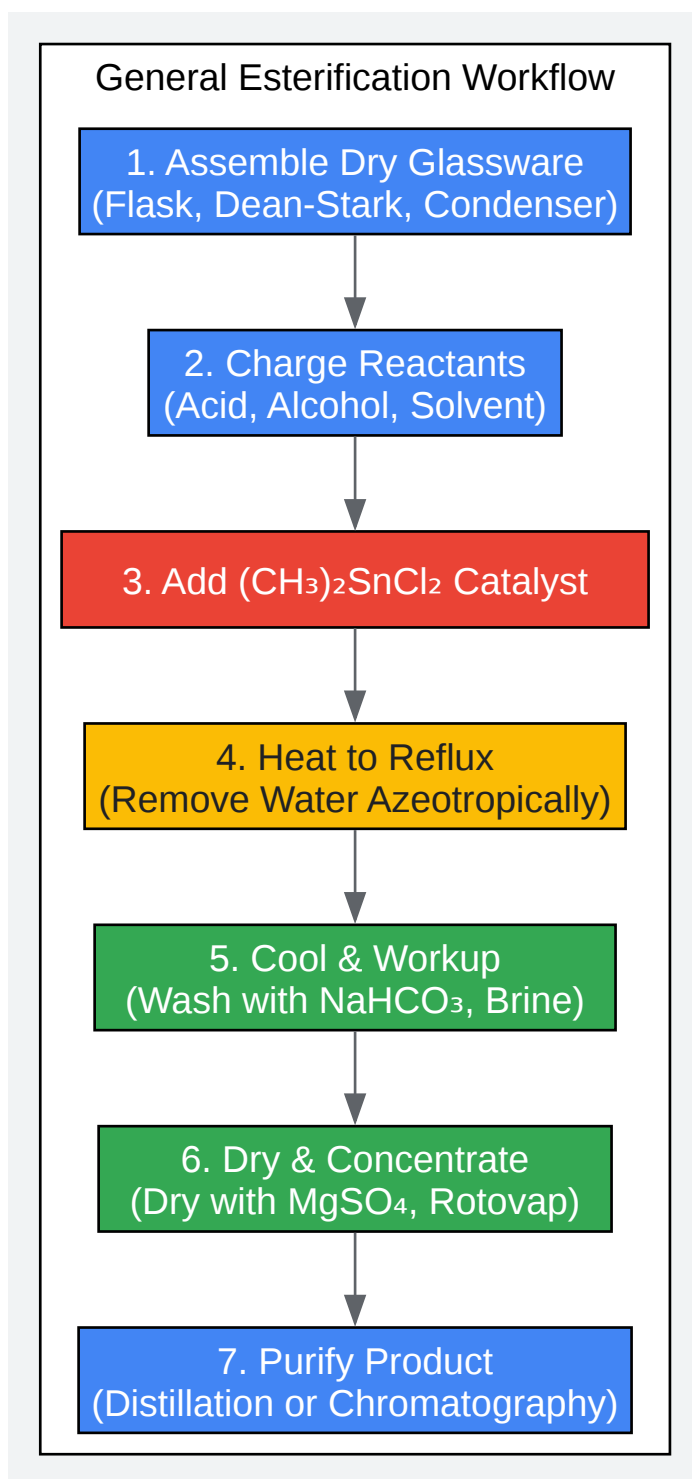 General Esterification Workflow
1. Assemble Dry Glassware
(Flask, Dean-Stark, Condenser)
2. Charge Reactants
(Acid, Alcohol, Solvent)
3. Add (CH₃)₂SnCl₂ Catalyst
4. Heat to Reflux
(Remove Water Azeotropically)
5. Cool & Workup
(Wash with NaHCO₃, Brine)
6. Dry & Concentrate
(Dry with MgSO₄, Rotovap)
7. Purify Product
(Distillation or Chromatography)